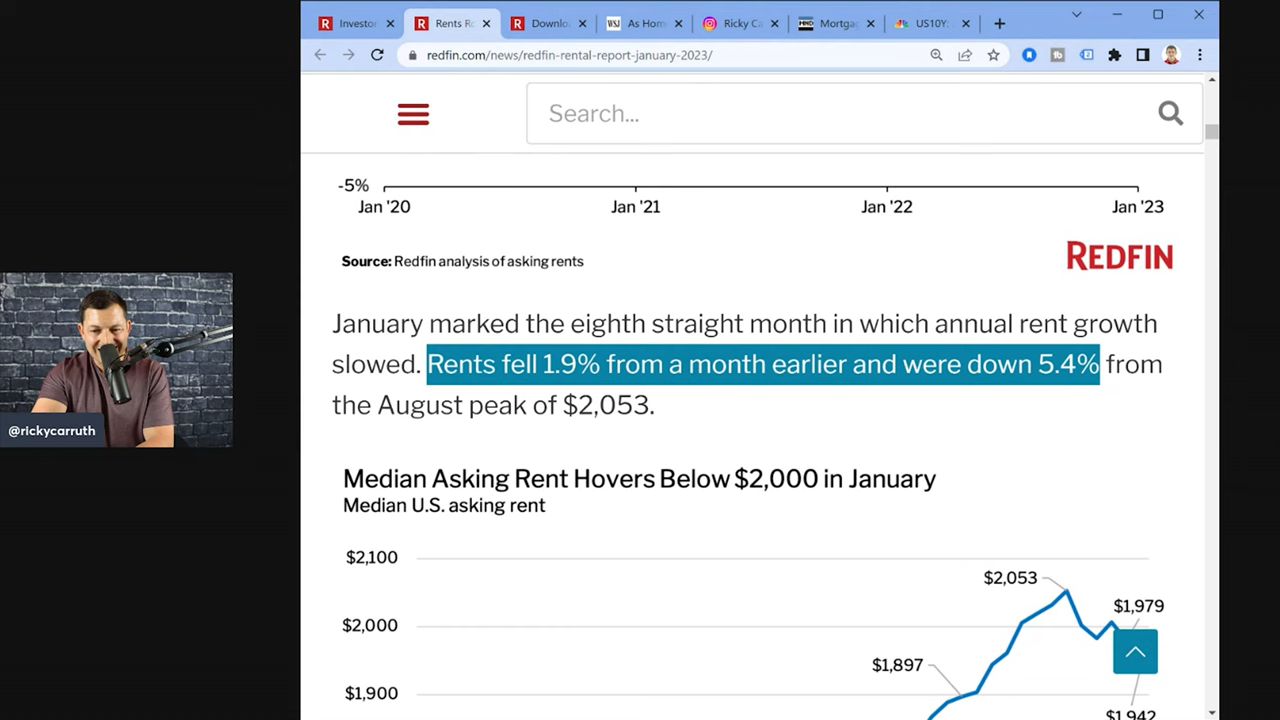 Investor
Rents Ro
Downlo
WSJ
As Hom
Ricky Ca
MND
Mortgag
US10Y:
redfin.com/news/redfin-rental-report-january-2023/
Search...
-5%
Jan '20
Jan '21
Jan '22
Jan '23
Source: Redfin analysis of asking rents
REDFIN
January marked the eighth straight month in which annual rent growth
slowed. Rents fell 1.9% from a month earlier and were down 5.4% from
the August peak of $2,053.
@rickycarruth
Median Asking Rent Hovers Below $2,000 in January
Median U.S. asking rent
$2,100
$2,053
$1,979
$2,000
$1,897
$1,900
$1,942